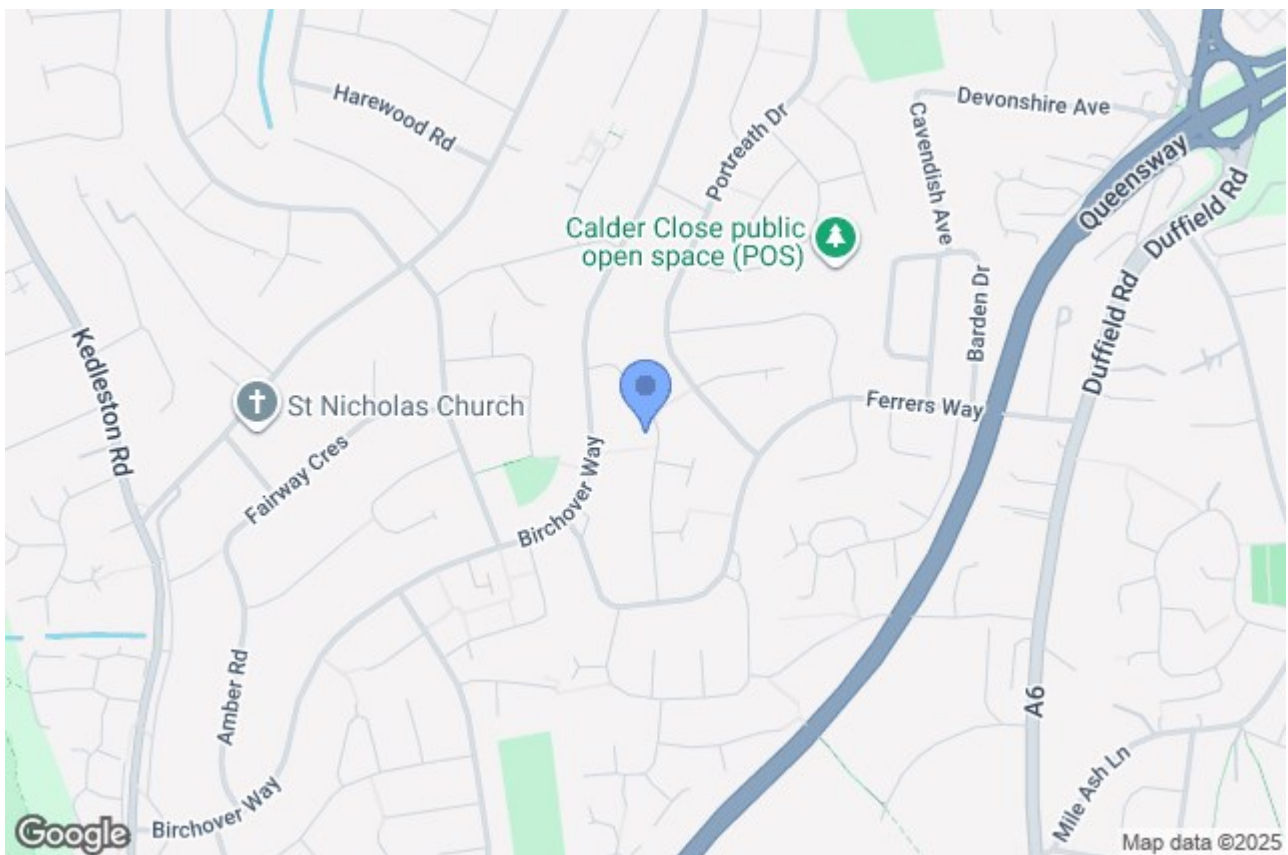 Harewood Rd
Portreath Dr
Devonshire Ave
Cavendish Ave
Queensway
Duffield Rd
Calder Close public
open space (POS)
Barden Dr
Duffield Rd
Kedleston Rd
St Nicholas Church
Ferrers Way
Fairway Cres
Birchover Way
Amber Rd
A6
Mile Ash Ln
Birchover Way
Google
Map data ©2025